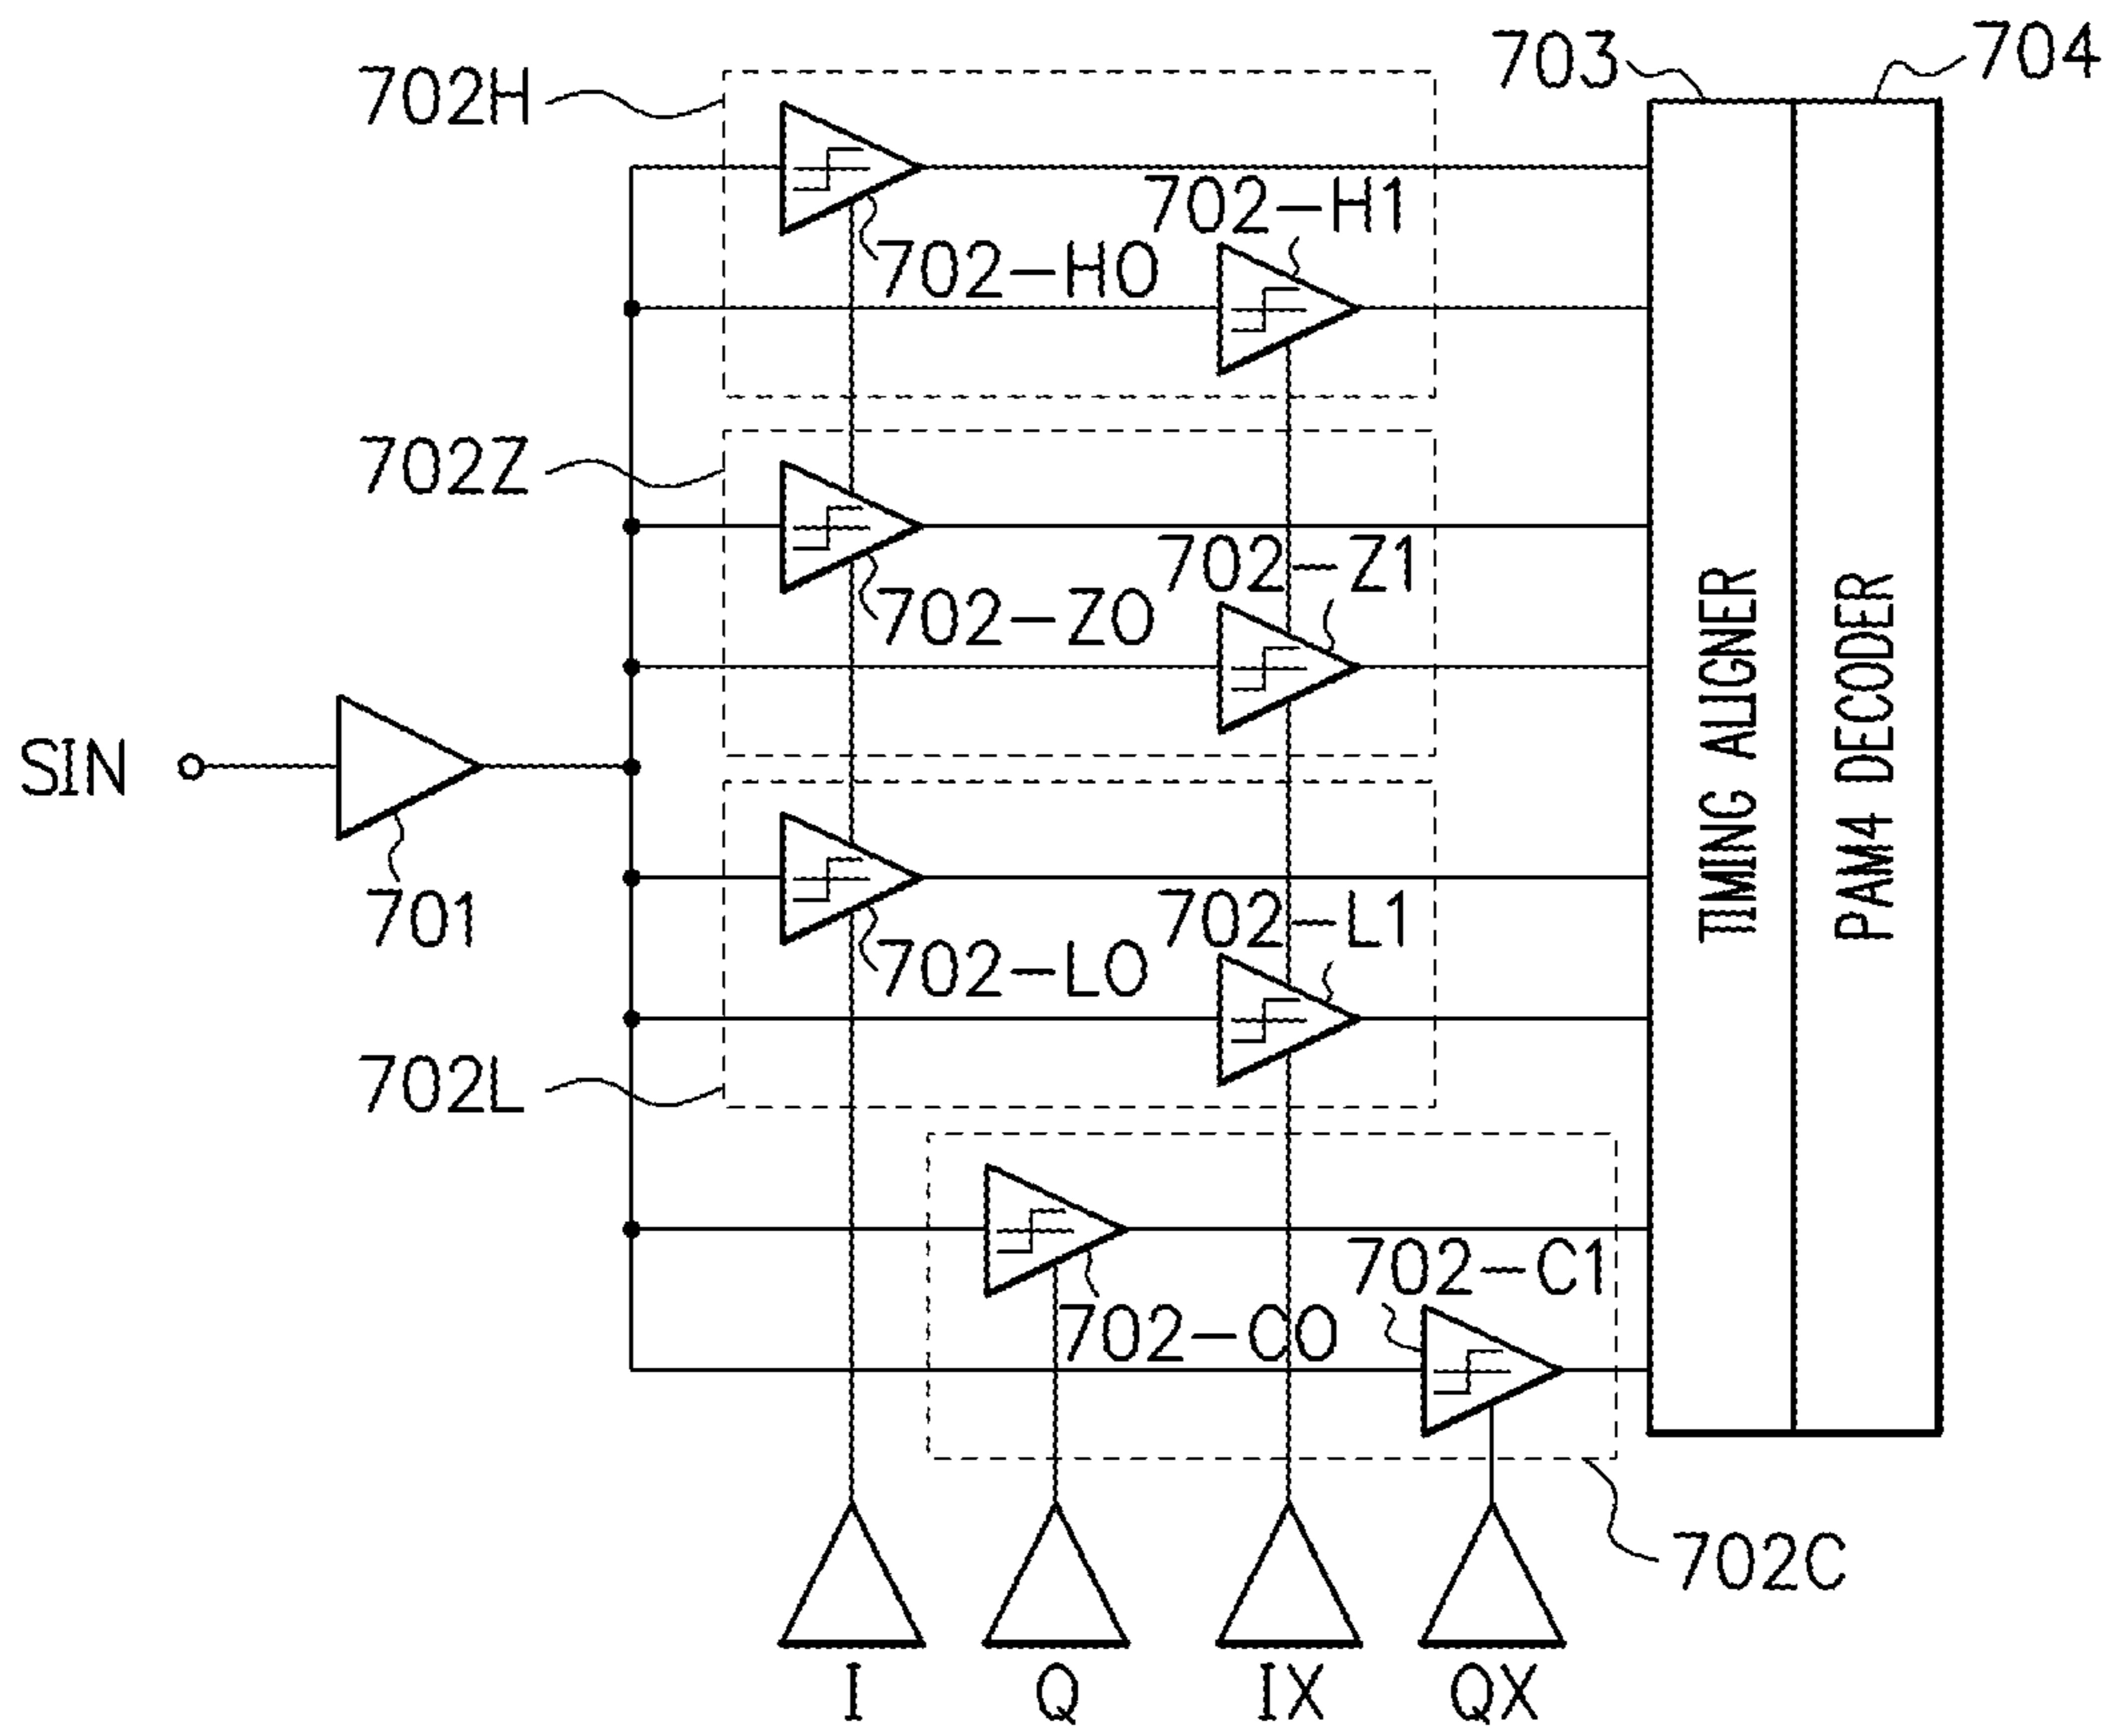 703
704
702H
702-H1
702-H0
702Z
702-Z1
702-Z0
SIN
701
702-L1
702-L0
702L
702-C1
702-C0
702C
TIMING ALIGNER
PAM4 DECODER
I
Q
IX
QX